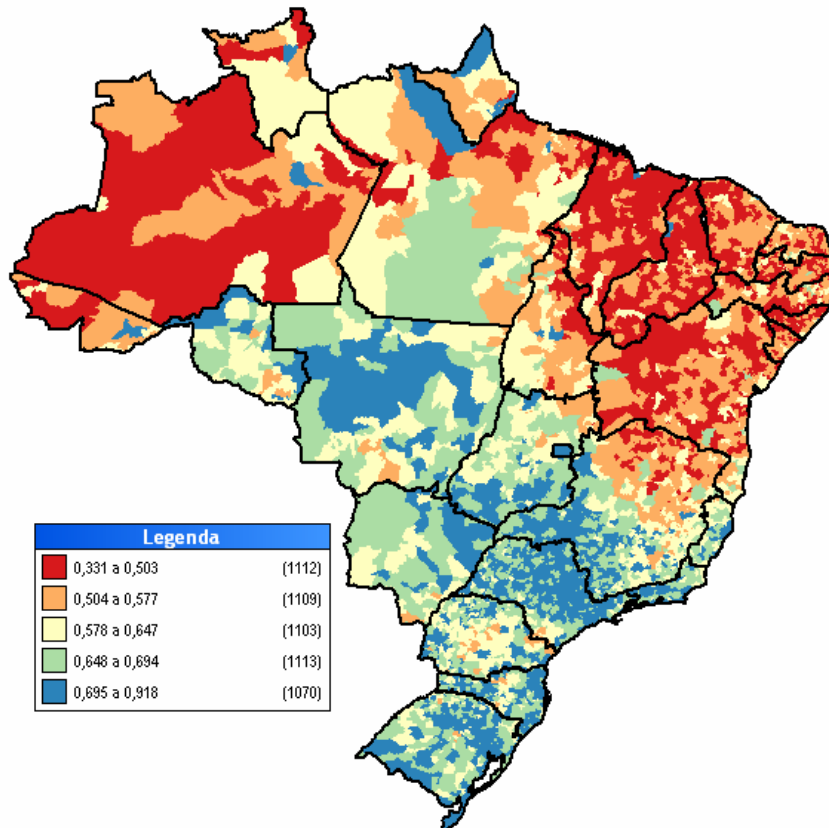 Legenda
0,331 a 0,503 (1112)
0,504 a 0,577 (1109)
0,578 a 0,647 (1103)
0,648 a 0,694 (1113)
0,695 a 0,918 (1070)